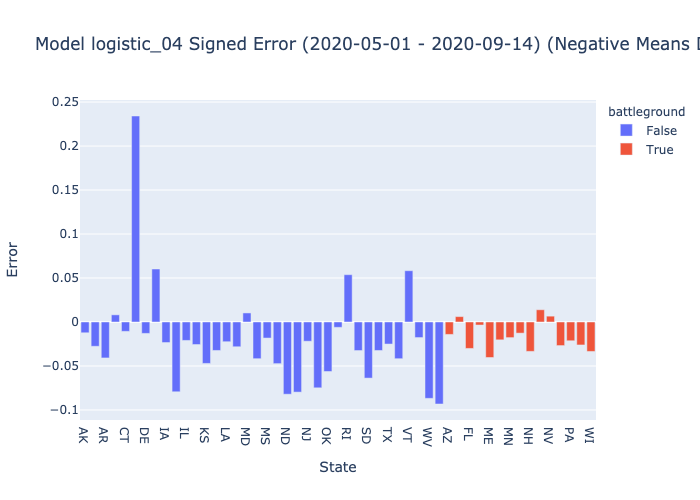 Model logistic_04 Signed Error (2020-05-01 - 2020-09-14) (Negative Means D
battleground
False
True
0.25
0.2
0.15
0.1
0.05
0
−0.05
−0.1
Error
AK AR CT DE IA IL KS LA MD MS ND NJ OK RI SD TX VT WV AZ FL ME MN NH NV PA WI
State